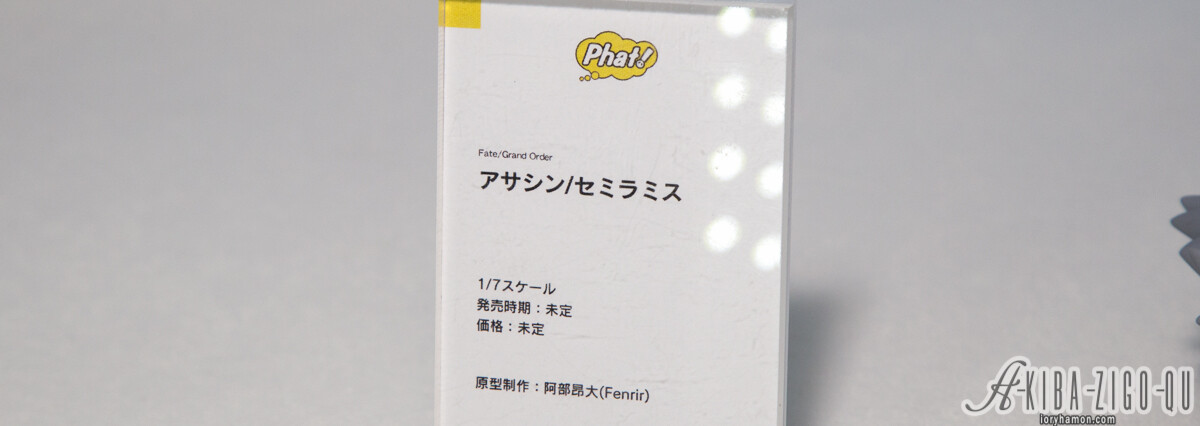 Phat!
Fate/Grand Order
アサシン/セミラミス
1/7スケール
発売時期：未定
価格：未定
原型制作：阿部昂大(Fenrir)
AKIBA-ZIGO-QU
ioryhamon.com